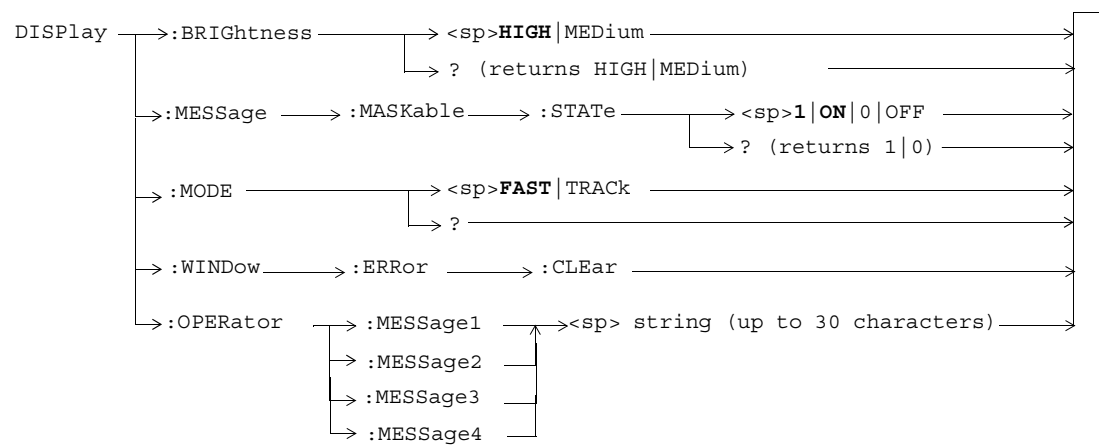 DISPlay :BRIGhtness <sp>HIGH|MEDium
? (returns HIGH|MEDium)
:MESSage :MASKable :STATe <sp>1|ON|0|OFF
? (returns 1|0)
:MODE <sp>FAST|TRACk
?
:WINDow :ERRor :CLEar
:OPERator :MESSage1 <sp> string (up to 30 characters)
:MESSage2
:MESSage3
:MESSage4